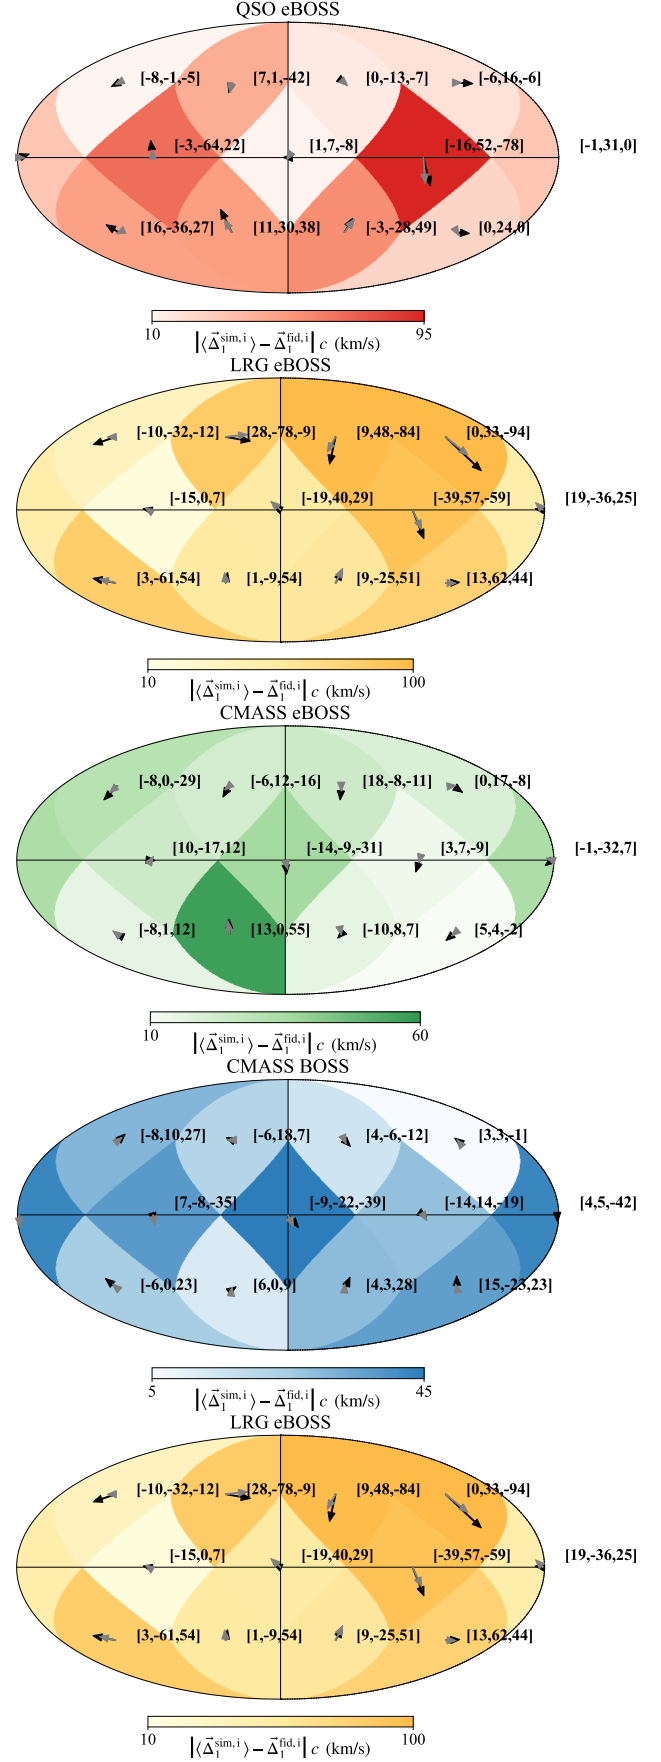 QSO eBOSS
[-8,-1,-5] [7,1,-42] [0,-13,-7] [-6,16,-6]
[-3,-64,22] [1,7,-8] [-16,52,-78] [-1,31,0]
[16,-36,27] [11,30,38] [-3,-28,49] [0,24,0]
10 95
|⟨Δ⃗₁^{sim,i}⟩ − Δ⃗₁^{fid,i}| c (km/s)
LRG eBOSS
[-10,-32,-12] [28,-78,-9] [9,48,-84] [0,33,-94]
[-15,0,7] [-19,40,29] [-39,57,-59] [19,-36,25]
[3,-61,54] [1,-9,54] [9,-25,51] [13,62,44]
10 100
|⟨Δ⃗₁^{sim,i}⟩ − Δ⃗₁^{fid,i}| c (km/s)
CMASS eBOSS
[-8,0,-29] [-6,12,-16] [18,-8,-11] [0,17,-8]
[10,-17,12] [-14,-9,-31] [3,7,-9] [-1,-32,7]
[-8,1,12] [13,0,55] [-10,8,7] [5,4,-2]
10 60
|⟨Δ⃗₁^{sim,i}⟩ − Δ⃗₁^{fid,i}| c (km/s)
CMASS BOSS
[-8,10,27] [-6,18,7] [4,-6,-12] [3,3,-1]
[7,-8,-35] [-9,-22,-39] [-14,14,-19] [4,5,-42]
[-6,0,23] [6,0,9] [4,3,28] [15,-23,23]
5 45
|⟨Δ⃗₁^{sim,i}⟩ − Δ⃗₁^{fid,i}| c (km/s)
LRG eBOSS
[-10,-32,-12] [28,-78,-9] [9,48,-84] [0,33,-94]
[-15,0,7] [-19,40,29] [-39,57,-59] [19,-36,25]
[3,-61,54] [1,-9,54] [9,-25,51] [13,62,44]
10 100
|⟨Δ⃗₁^{sim,i}⟩ − Δ⃗₁^{fid,i}| c (km/s)